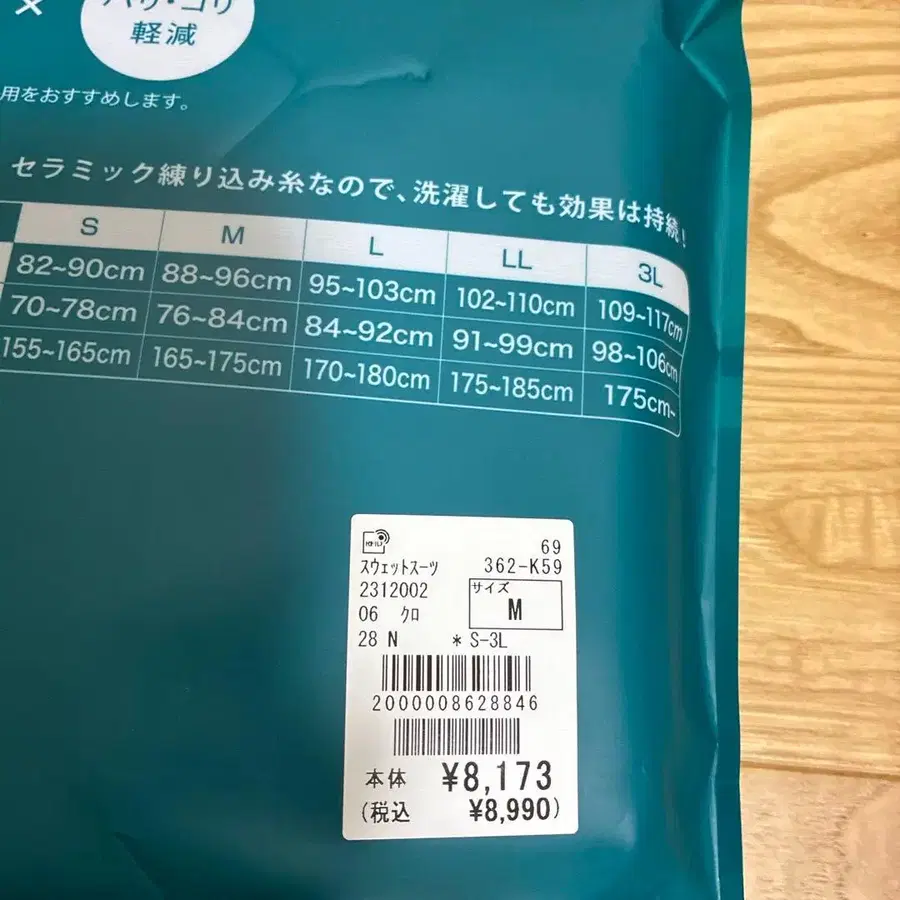 ×
ハリ・コリ
軽減
用をおすすめします。
セラミック練り込み糸なので、洗濯しても効果は持続!
S M L LL 3L
82~90cm 88~96cm 95~103cm 102~110cm 109~117cm
70~78cm 76~84cm 84~92cm 91~99cm 98~106cm
155~165cm 165~175cm 170~180cm 175~185cm 175cm~
69
スウェットスーツ 362-K59
2312002 サイズ
06 クロ M
28 N * S-3L
2000008628846
本体 ¥8,173
(税込 ¥8,990)